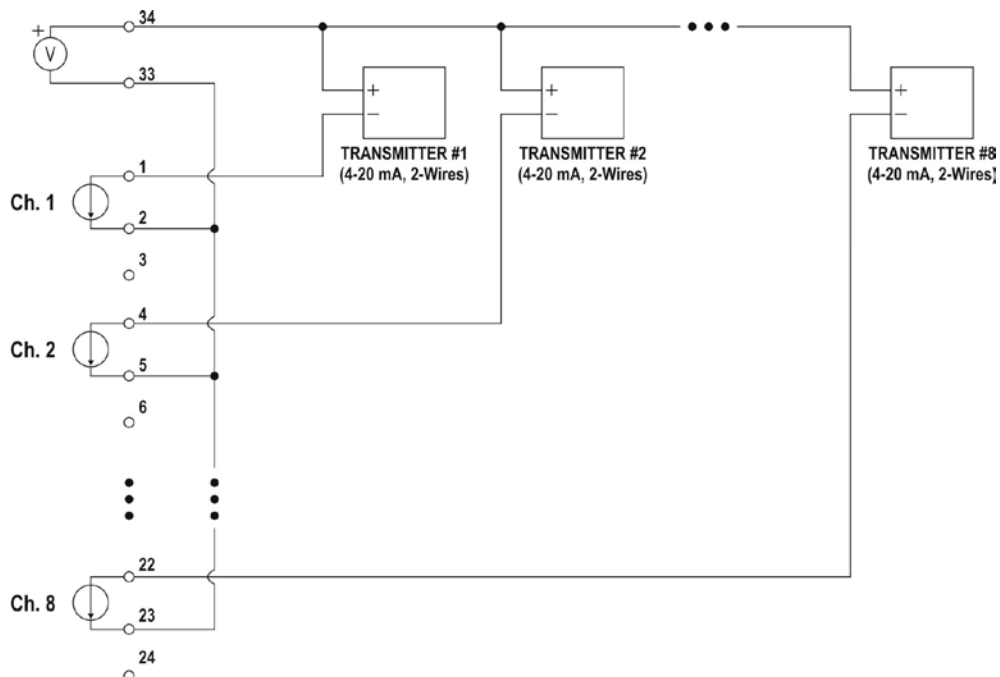 34
+
V
33
+
−
TRANSMITTER #1
(4-20 mA, 2-Wires)
+
−
TRANSMITTER #2
(4-20 mA, 2-Wires)
+
−
TRANSMITTER #8
(4-20 mA, 2-Wires)
1
Ch. 1
2
3
4
Ch. 2
5
6
22
Ch. 8
23
24